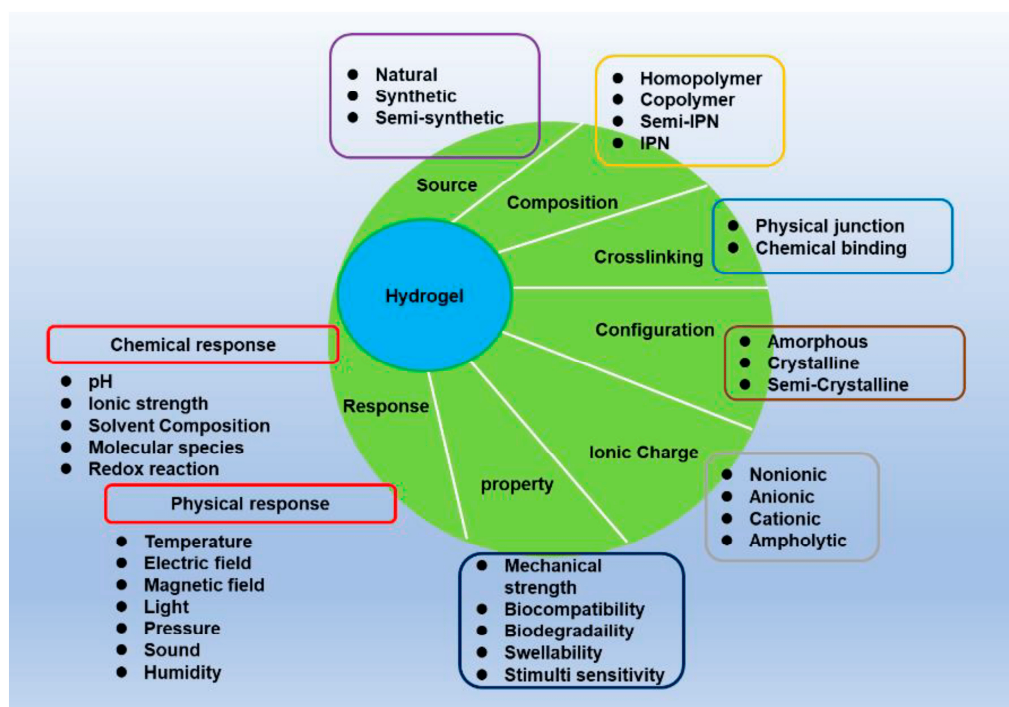 Natural
Synthetic
Semi-synthetic
Homopolymer
Copolymer
Semi-IPN
IPN
Source
Composition
Physical junction
Chemical binding
Crosslinking
Hydrogel
Configuration
Amorphous
Crystalline
Semi-Crystalline
Chemical response
pH
Ionic strength
Solvent Composition
Molecular species
Redox reaction
Response
Ionic Charge
Nonionic
Anionic
Cationic
Ampholytic
property
Physical response
Temperature
Electric field
Magnetic field
Light
Pressure
Sound
Humidity
Mechanical
strength
Biocompatibility
Biodegradaility
Swellability
Stimulti sensitivity